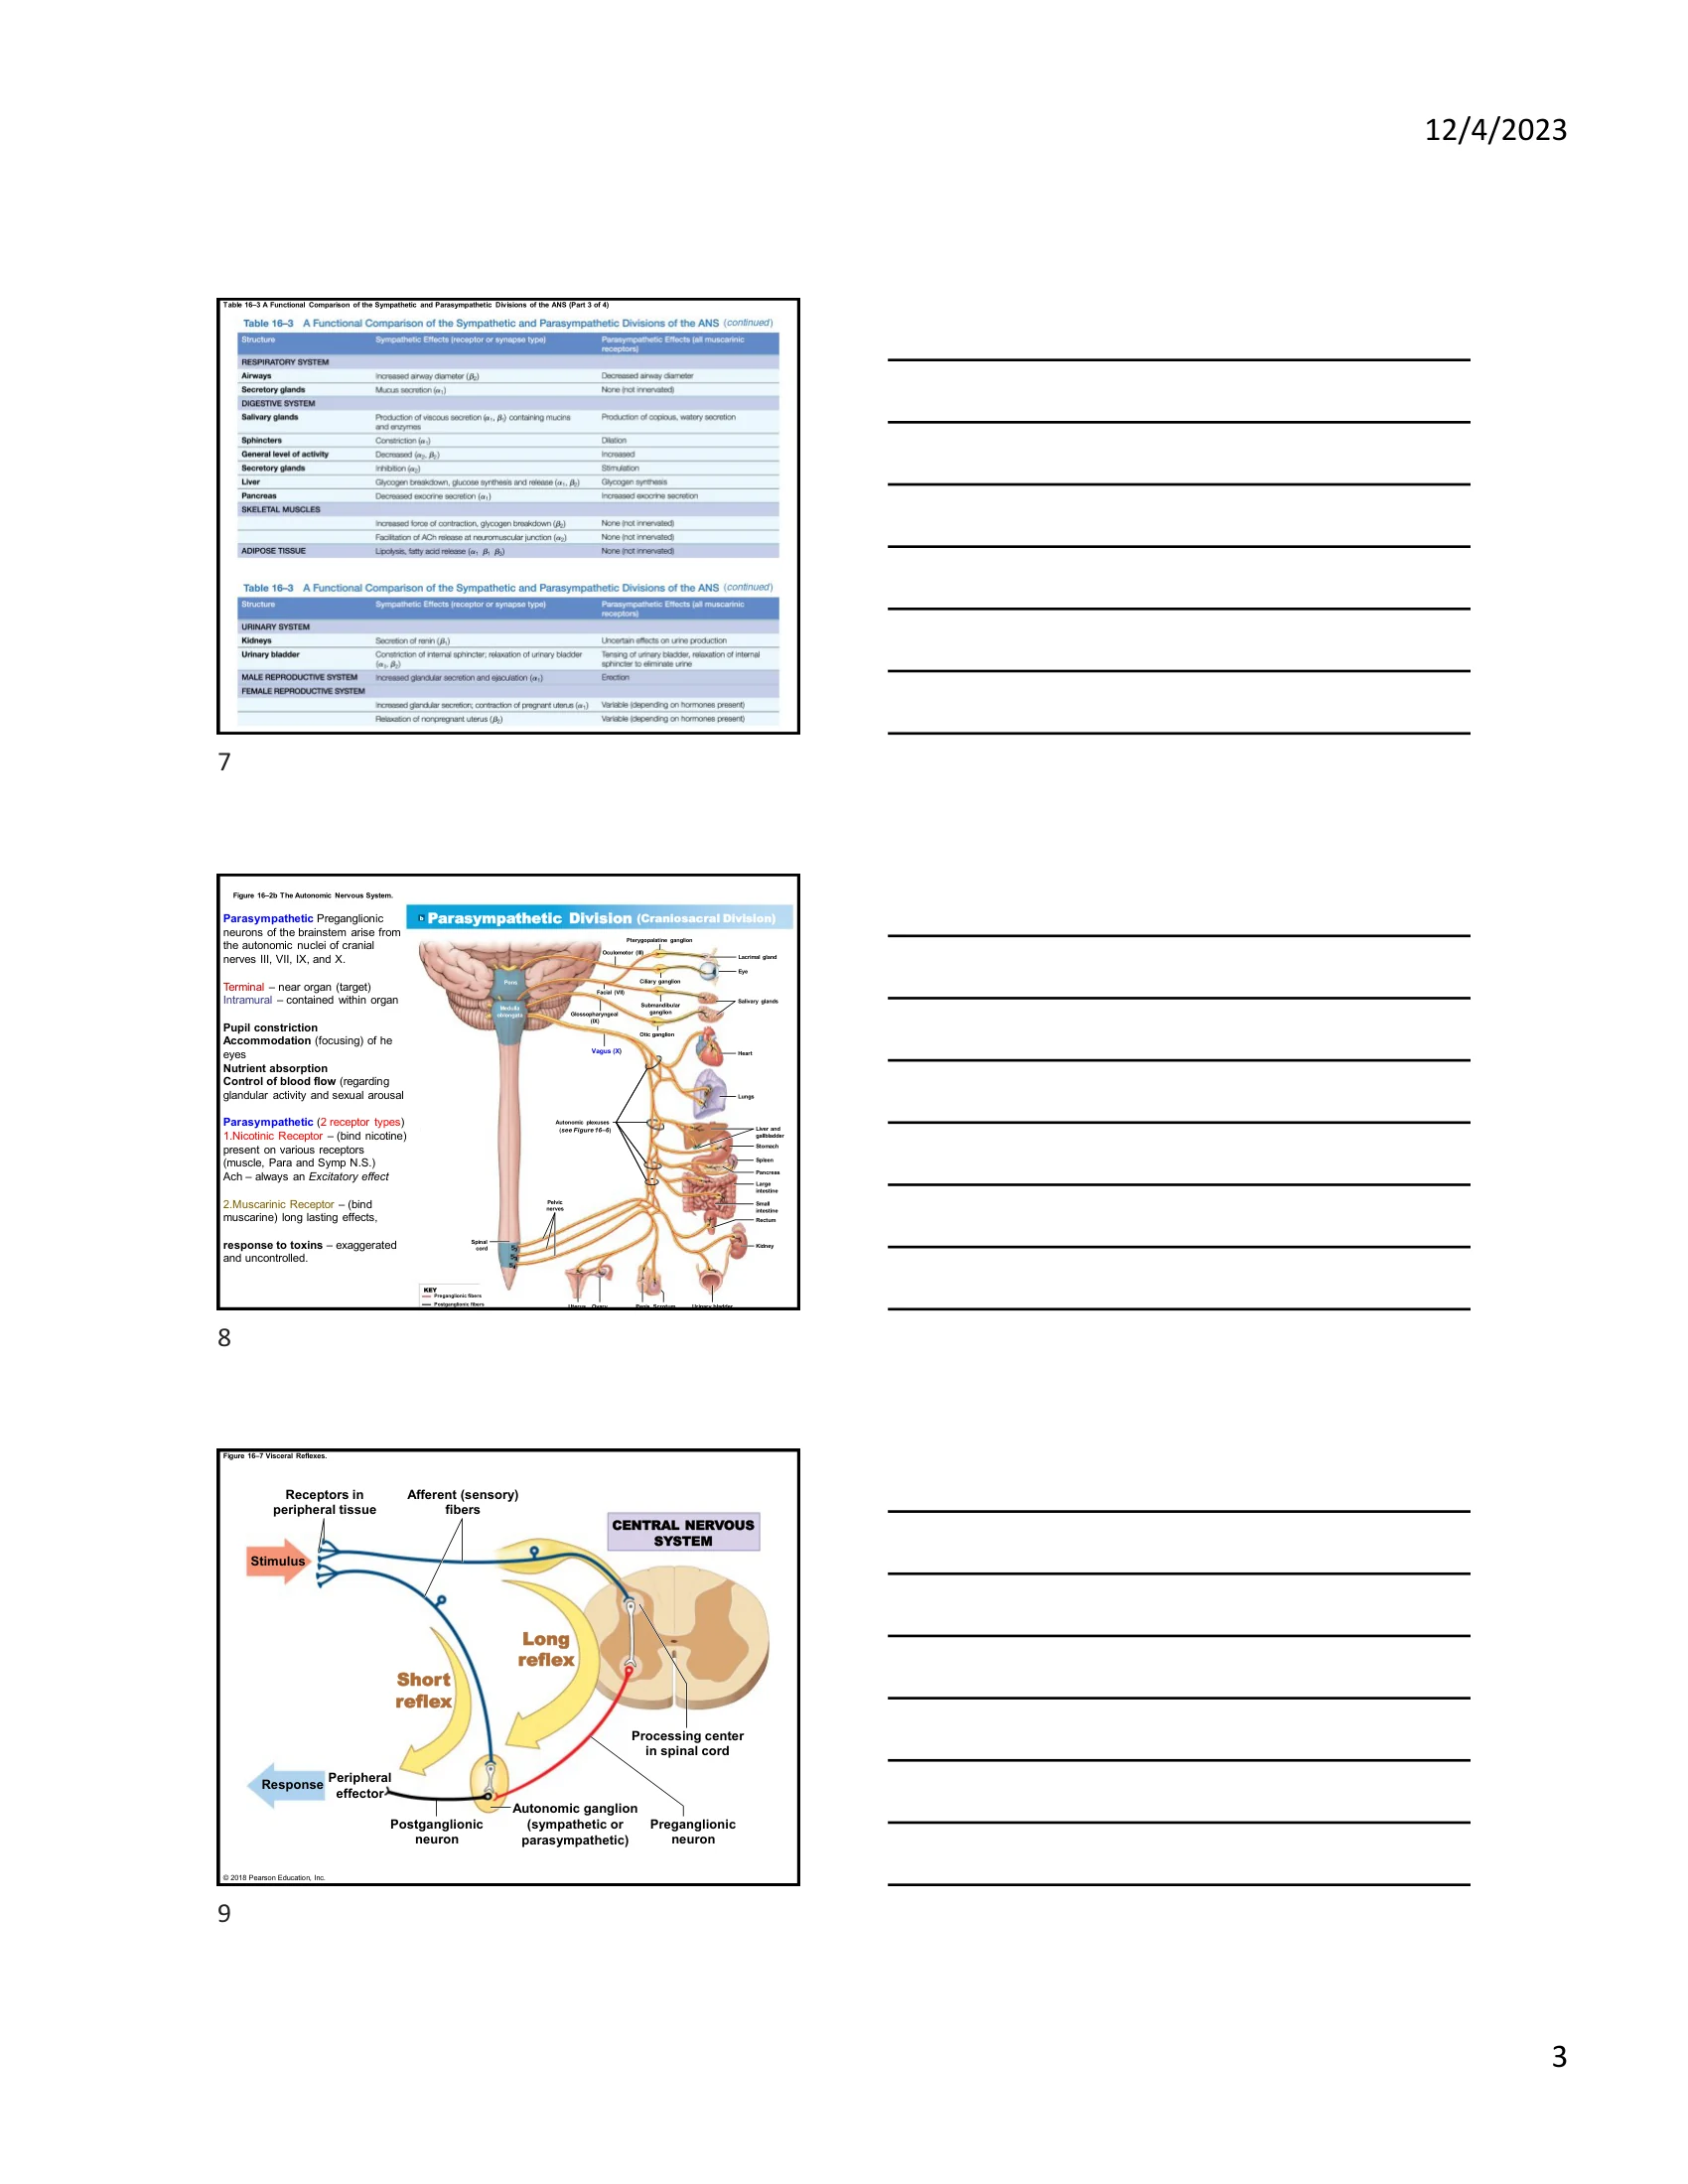 12/4/2023
Table 16–3 A Functional Comparison of the Sympathetic and Parasympathetic Divisions of the ANS (Part 3 of 4)
Table 16–3 A Functional Comparison of the Sympathetic and Parasympathetic Divisions of the ANS (continued)
Structure Sympathetic Effects (receptor or synapse type) Parasympathetic Effects (all muscarinic
receptors)
RESPIRATORY SYSTEM
Airways Increased airway diameter (β₂) Decreased airway diameter
Secretory glands Mucus secretion (α₁) None (not innervated)
DIGESTIVE SYSTEM
Salivary glands Production of viscous secretion (α₁, β₁) containing mucins Production of copious, watery secretion
and enzymes
Sphincters Constriction (α₁) Dilation
General level of activity Decreased (α₂, β₂) Increased
Secretory glands Inhibition (α₂) Stimulation
Liver Glycogen breakdown, glucose synthesis and release (α₁, β₂) Glycogen synthesis
Pancreas Decreased exocrine secretion (α₁) Increased exocrine secretion
SKELETAL MUSCLES
Increased force of contraction, glycogen breakdown (β₂) None (not innervated)
Facilitation of ACh release at neuromuscular junction (α₂) None (not innervated)
ADIPOSE TISSUE Lipolysis, fatty acid release (α₁ β₁ β₃) None (not innervated)
Table 16–3 A Functional Comparison of the Sympathetic and Parasympathetic Divisions of the ANS (continued)
Structure Sympathetic Effects (receptor or synapse type) Parasympathetic Effects (all muscarinic
receptors)
URINARY SYSTEM
Kidneys Secretion of renin (β₁) Uncertain effects on urine production
Urinary bladder Constriction of internal sphincter; relaxation of urinary bladder Tensing of urinary bladder, relaxation of internal
(α₁, β₂) sphincter to eliminate urine
MALE REPRODUCTIVE SYSTEM Increased glandular secretion and ejaculation (α₁) Erection
FEMALE REPRODUCTIVE SYSTEM
Increased glandular secretion; contraction of pregnant uterus (α₁) Variable (depending on hormones present)
Relaxation of nonpregnant uterus (β₂) Variable (depending on hormones present)
7
Figure 16–2b The Autonomic Nervous System.
Parasympathetic Preganglionic
neurons of the brainstem arise from
the autonomic nuclei of cranial
nerves III, VII, IX, and X.
Terminal – near organ (target)
Intramural – contained within organ
Pupil constriction
Accommodation (focusing) of he
eyes
Nutrient absorption
Control of blood flow (regarding
glandular activity and sexual arousal
Parasympathetic (2 receptor types)
1.Nicotinic Receptor – (bind nicotine)
present on various receptors
(muscle, Para and Symp N.S.)
Ach – always an Excitatory effect
2.Muscarinic Receptor – (bind
muscarine) long lasting effects,
response to toxins – exaggerated
and uncontrolled.
b Parasympathetic Division (Craniosacral Division)
Pterygopalatine ganglion
Oculomotor (III)
Lacrimal gland
Eye
Pons
Ciliary ganglion
Facial (VII)
Salivary glands
Medulla
oblongata
Submandibular
ganglion
Glossopharyngeal
(IX)
Otic ganglion
Vagus (X)
Heart
Lungs
Autonomic plexuses
(see Figure 16–6)
Liver and
gallbladder
Stomach
Spleen
Pancreas
Large
intestine
Small
intestine
Rectum
Pelvic
nerves
Spinal
cord
S₂
S₃
S₄
Kidney
KEY
Preganglionic fibers
Postganglionic fibers
Uterus Ovary Penis Scrotum Urinary bladder
8
Figure 16–7 Visceral Reflexes.
Receptors in
peripheral tissue
Afferent (sensory)
fibers
CENTRAL NERVOUS
SYSTEM
Stimulus
Long
reflex
Short
reflex
Processing center
in spinal cord
Response
Peripheral
effector
Postganglionic
neuron
Autonomic ganglion
(sympathetic or
parasympathetic)
Preganglionic
neuron
© 2018 Pearson Education, Inc.
9
3